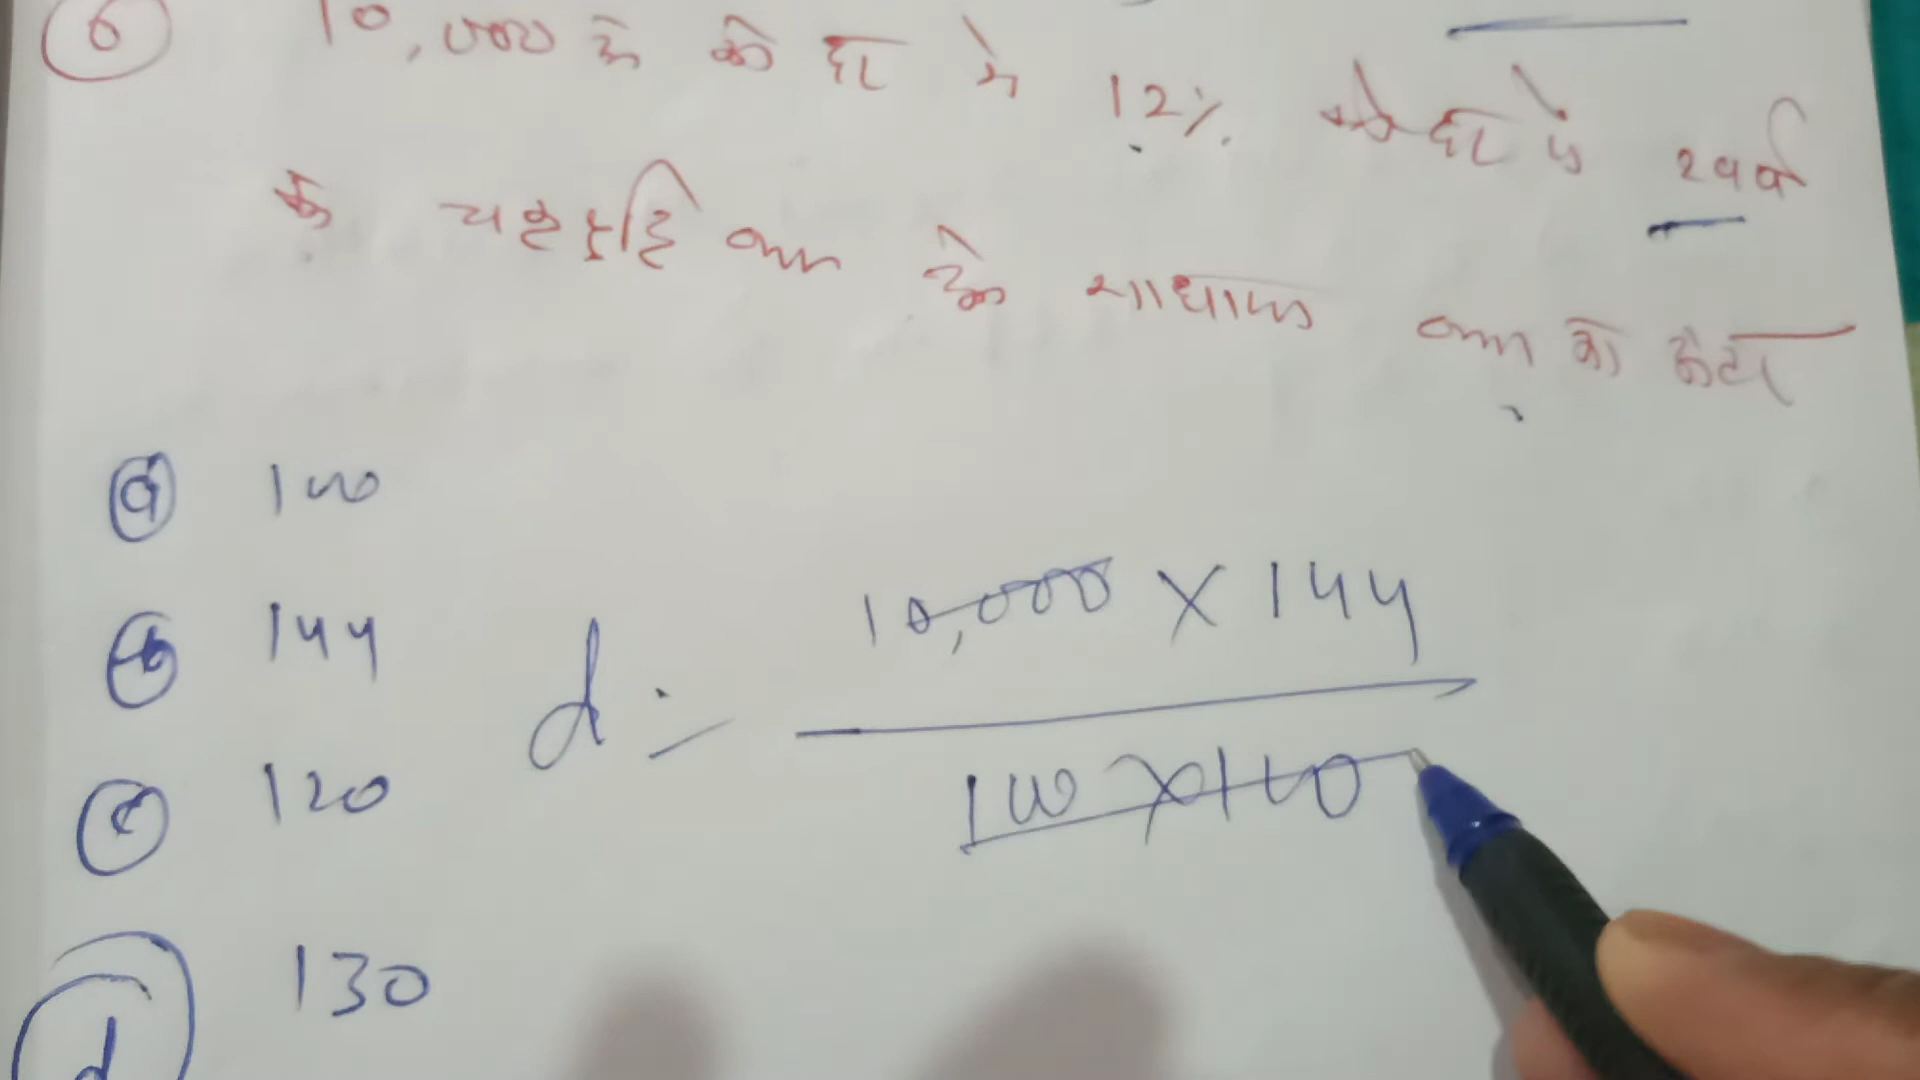 6 10,000 रू को दर से 12% की दर से 2 वर्ष
के चक्रवृद्धि ब्याज और साधारण ब्याज का अंतर
a 100
b 144
d = 10,000 X 144
100 X 100
c 120
d 130